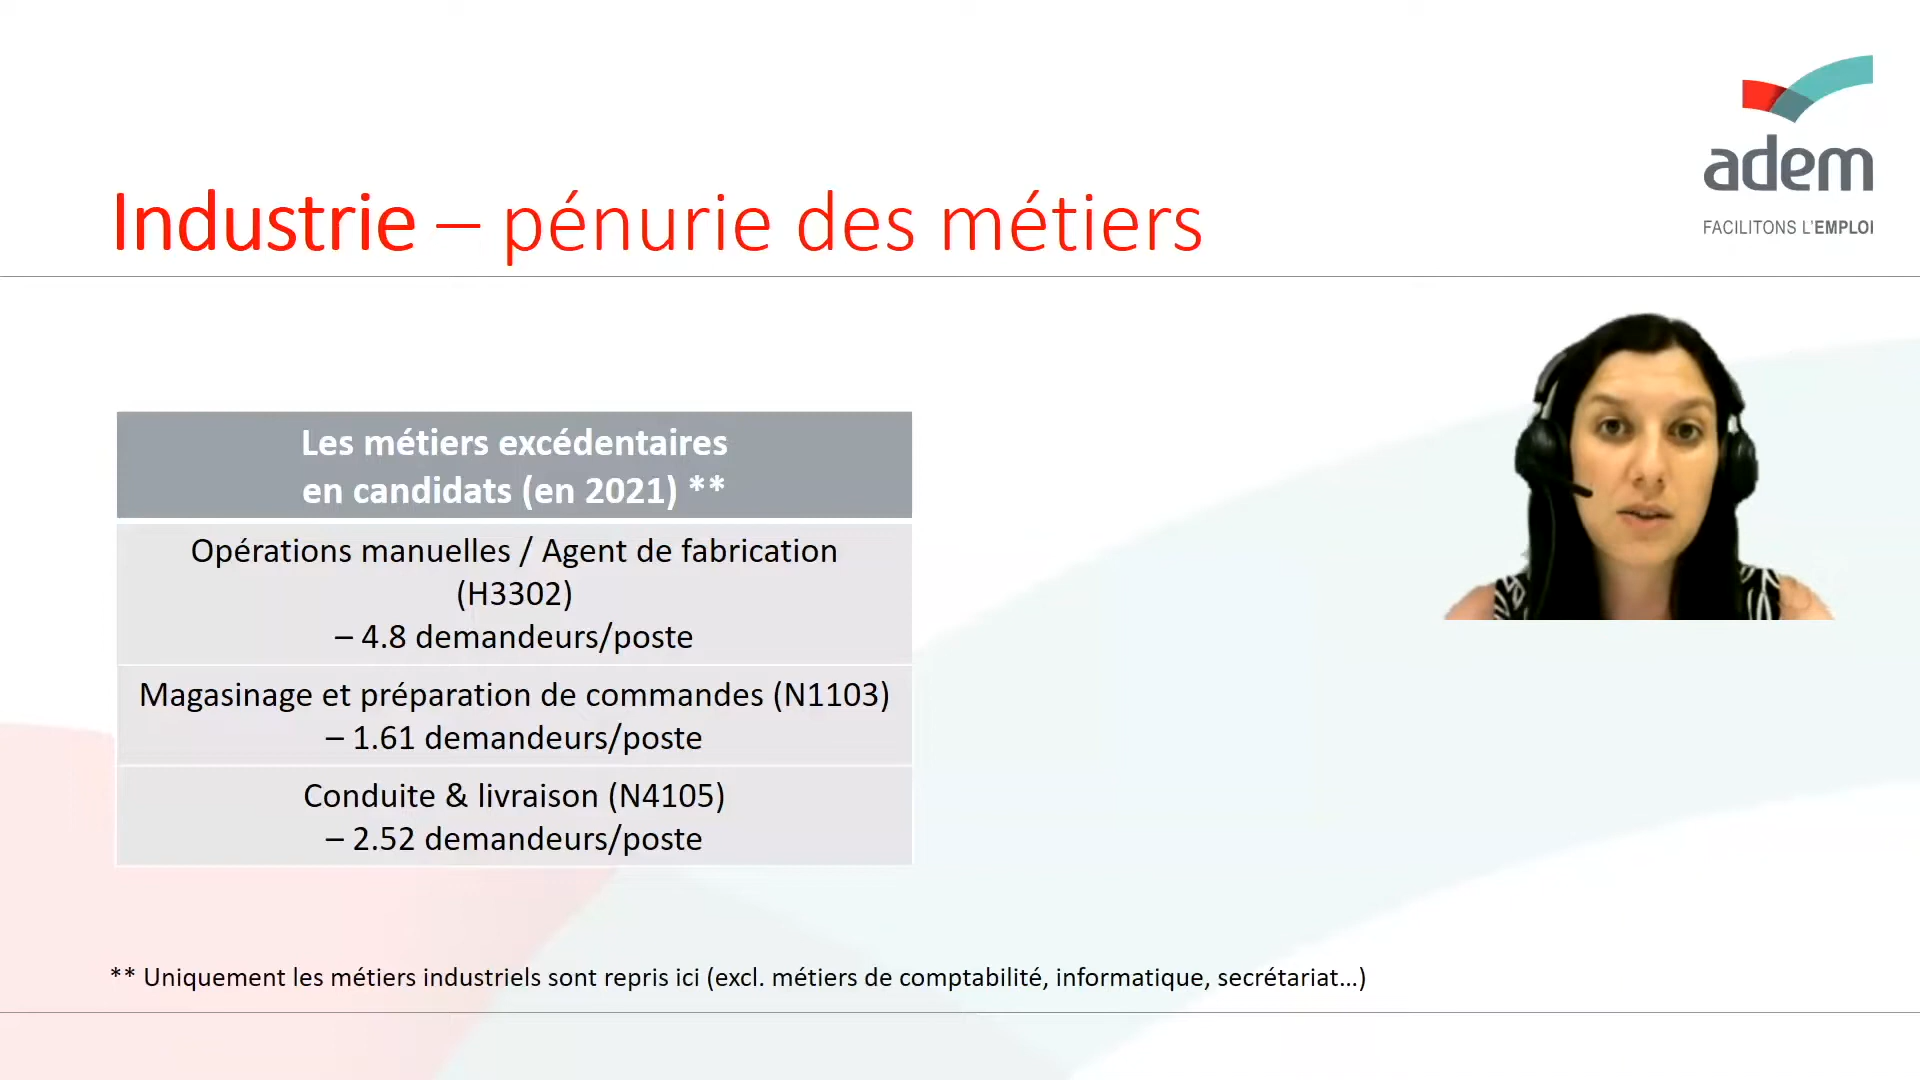 adem
FACILITONS L'EMPLOI
Industrie – pénurie des métiers
Les métiers excédentaires
en candidats (en 2021) **
Opérations manuelles / Agent de fabrication
(H3302)
– 4.8 demandeurs/poste
Magasinage et préparation de commandes (N1103)
– 1.61 demandeurs/poste
Conduite & livraison (N4105)
– 2.52 demandeurs/poste
** Uniquement les métiers industriels sont repris ici (excl. métiers de comptabilité, informatique, secrétariat...)